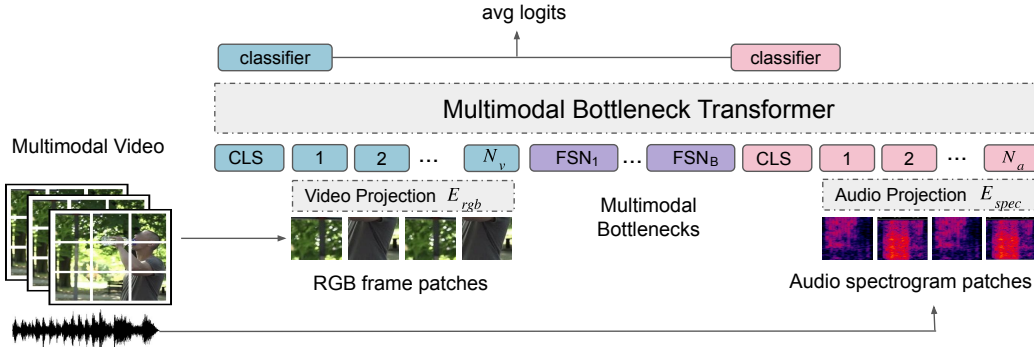 avg logits
classifier classifier
Multimodal Bottleneck Transformer
Multimodal Video
CLS 1 2 ... N_v FSN_1 ... FSN_B CLS 1 2 ... N_a
Video Projection E_rgb
Audio Projection E_spec
Multimodal
Bottlenecks
RGB frame patches
Audio spectrogram patches